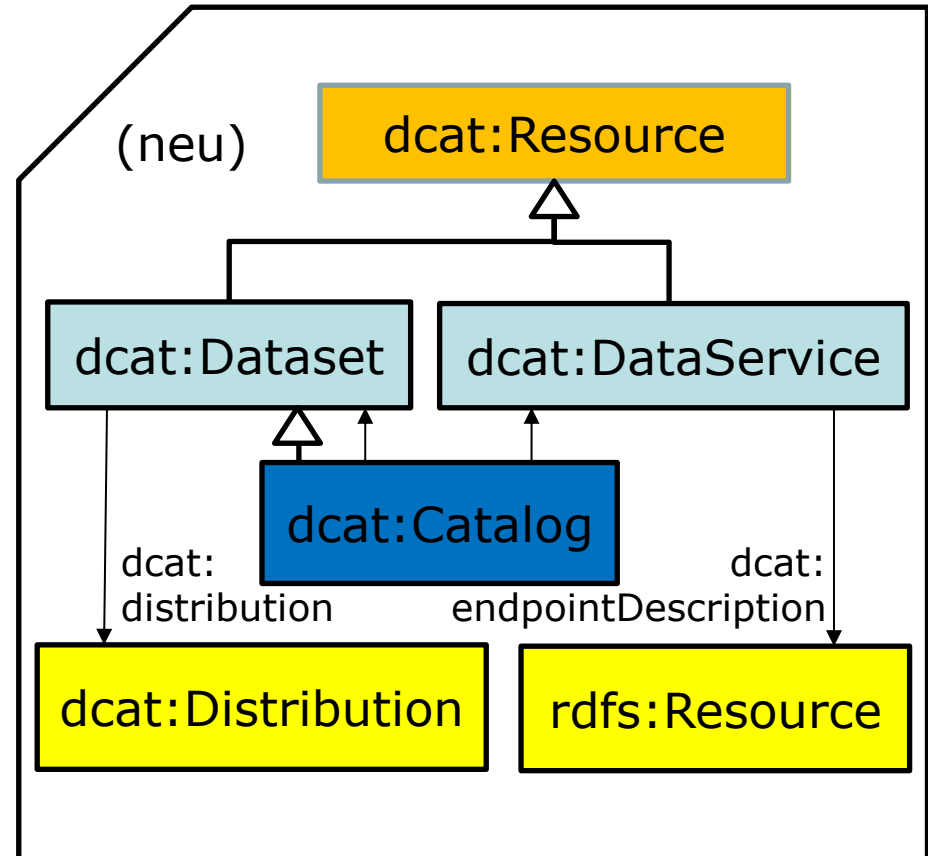 (neu)
dcat:Resource
dcat:Dataset
dcat:DataService
dcat:Catalog
dcat:
distribution
dcat:
endpointDescription
dcat:Distribution
rdfs:Resource